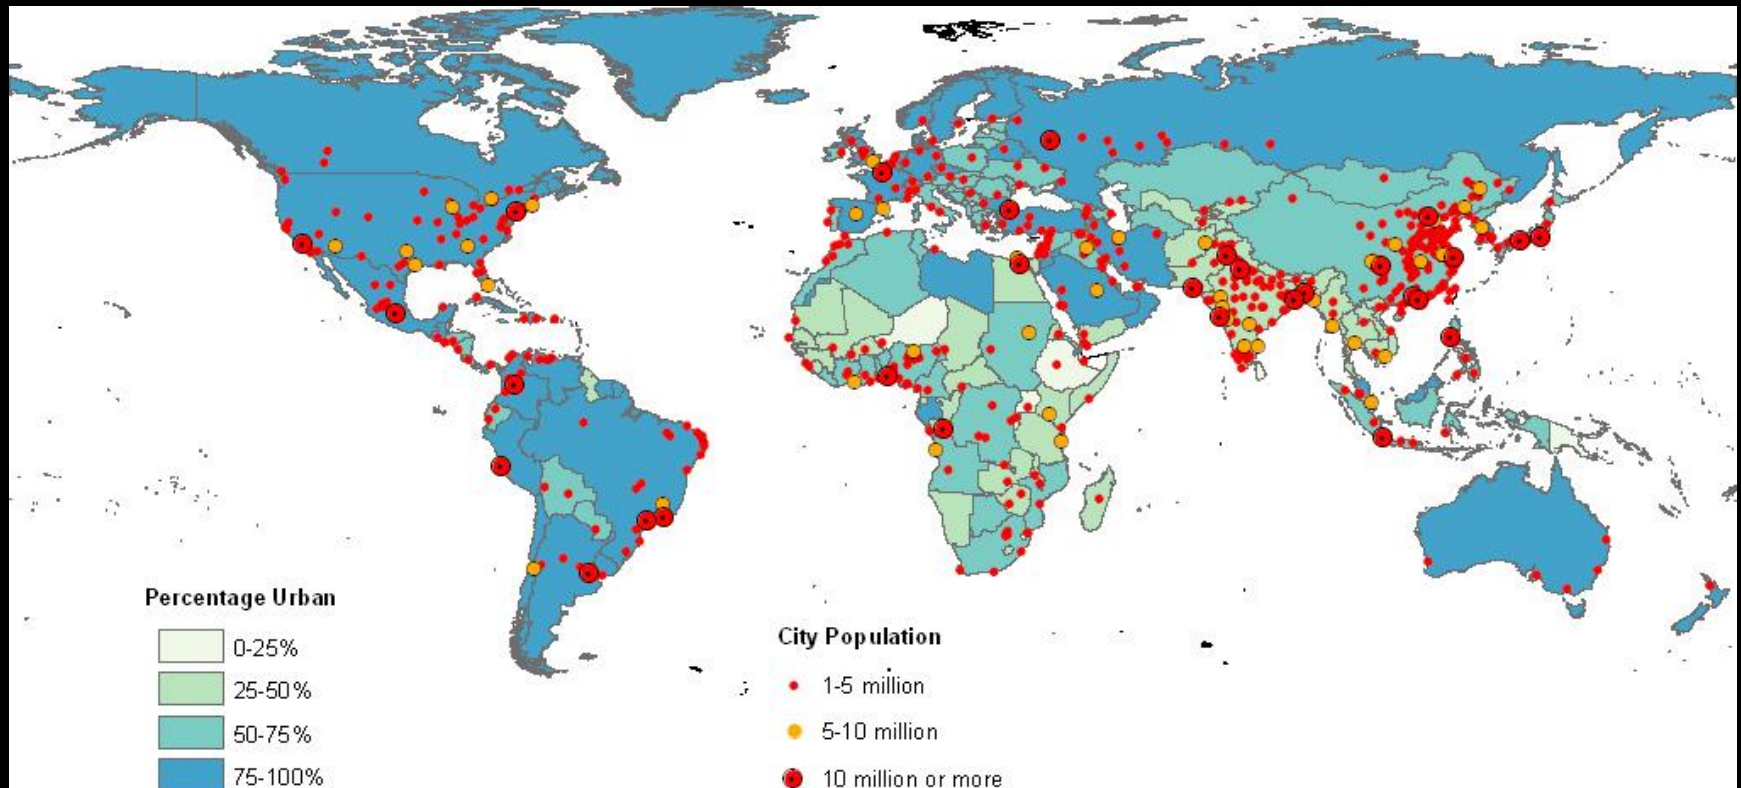 Percentage Urban
0-25%
25-50%
50-75%
75-100%
City Population
1-5 million
5-10 million
10 million or more